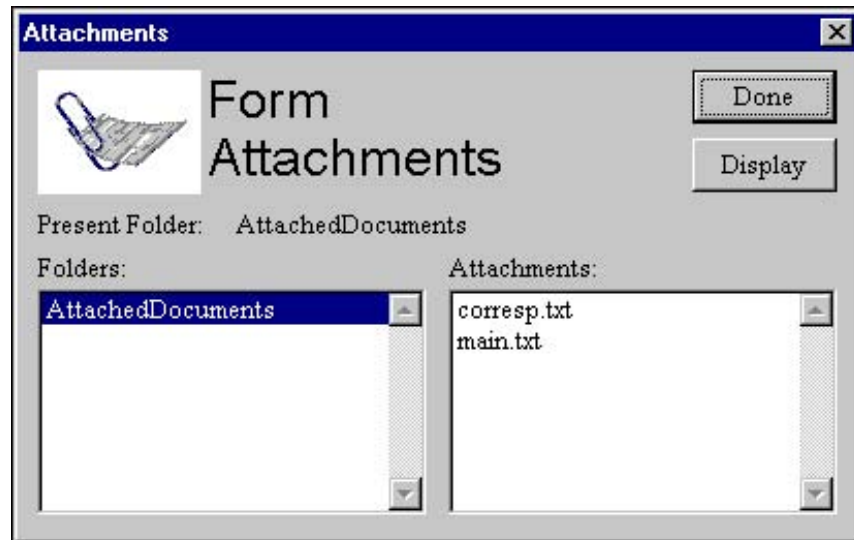 Attachments
Form
Attachments
Done
Display
Present Folder: AttachedDocuments
Folders:
AttachedDocuments
Attachments:
corresp.txt
main.txt